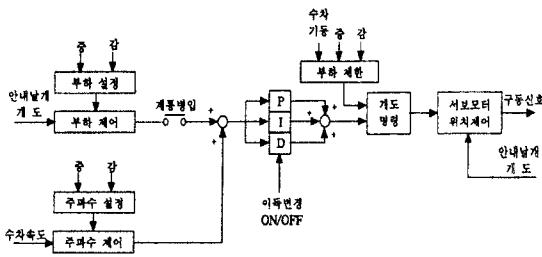 수차
기동 증 감
증 감
부하 설정
부하 제한
안내날개
개 도
부하 제어
계통병입
+
+
P
I
D
+
+
+
개도
명령
서보모터
위치제어
구동신호
안내날개
개 도
증 감
주파수 설정
이득변경
ON/OFF
수차속도
주파수 제어